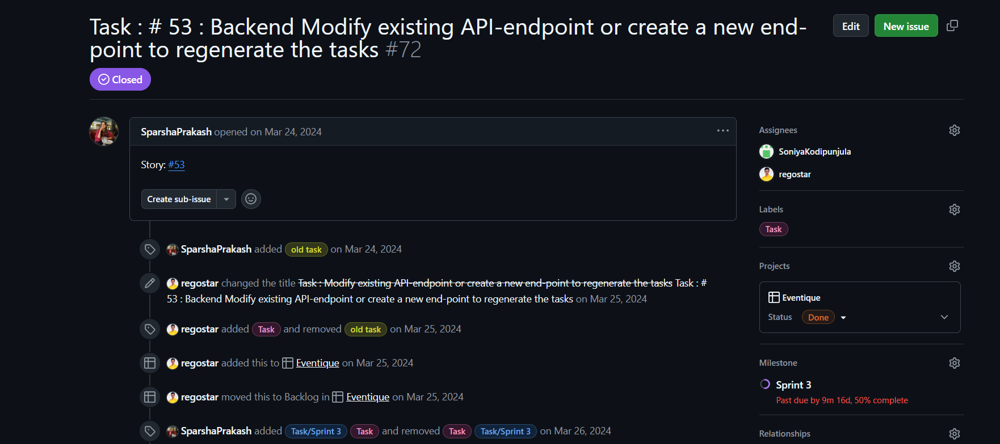 Task : # 53 : Backend Modify existing API-endpoint or create a new end-
point to regenerate the tasks #72
Edit
New issue
Closed
SparshaPrakash opened on Mar 24, 2024
Story: #53
Create sub-issue
SparshaPrakash added old task on Mar 24, 2024
regostar changed the title Task : Modify existing API-endpoint or create a new end-point to regenerate the tasks Task : #
53 : Backend Modify existing API-endpoint or create a new end-point to regenerate the tasks on Mar 25, 2024
regostar added Task and removed old task on Mar 25, 2024
regostar added this to Eventique on Mar 25, 2024
regostar moved this to Backlog in Eventique on Mar 25, 2024
SparshaPrakash added Task/Sprint 3 Task and removed Task Task/Sprint 3 on Mar 26, 2024
Assignees
SoniyaKodipunjula
regostar
Labels
Task
Projects
Eventique
Status Done
Milestone
Sprint 3
Past due by 9m 16d, 50% complete
Relationships